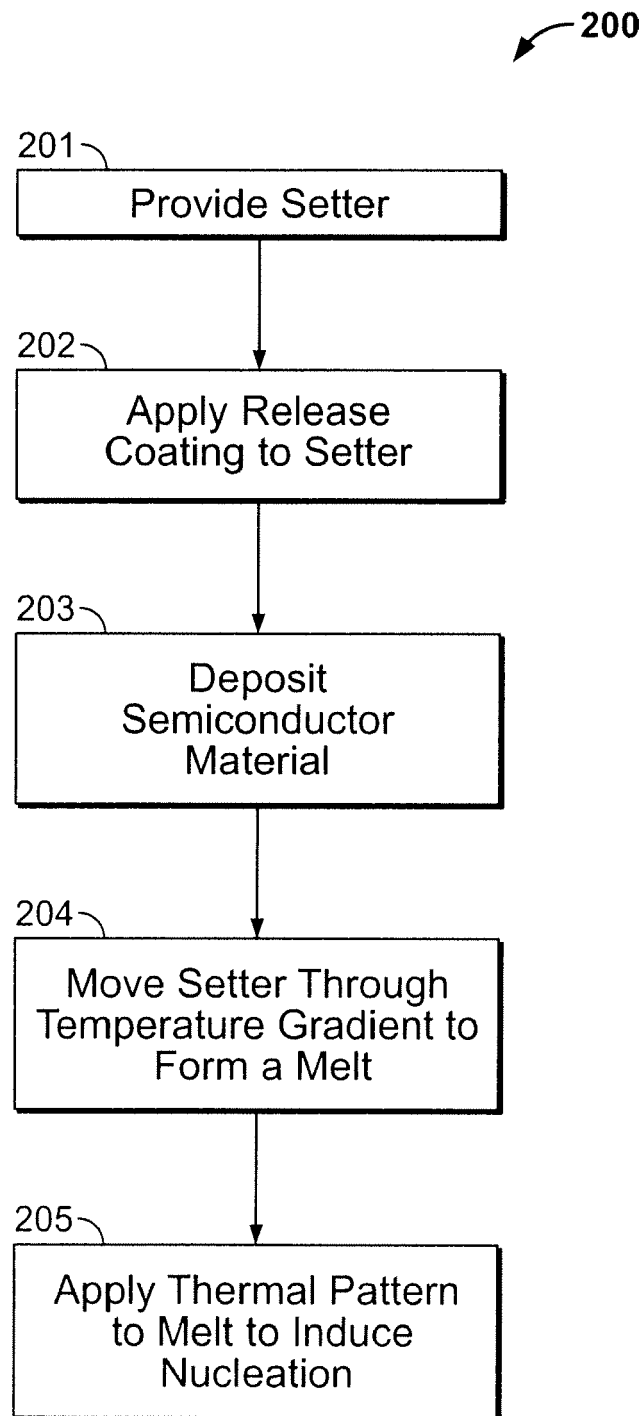 200
201
Provide Setter
202
Apply Release
Coating to Setter
203
Deposit
Semiconductor
Material
204
Move Setter Through
Temperature Gradient to
Form a Melt
205
Apply Thermal Pattern
to Melt to Induce
Nucleation